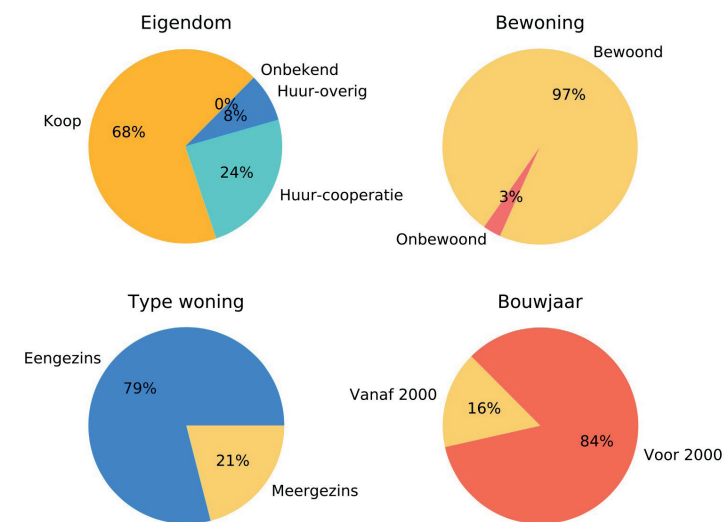 Eigendom
Onbekend
Huur-overig
Koop
0%
8%
68%
24%
Huur-cooperatie
Bewoning
Bewoond
97%
3%
Onbewoond
Type woning
Eengezins
79%
21%
Meergezins
Bouwjaar
Vanaf 2000
16%
84%
Voor 2000